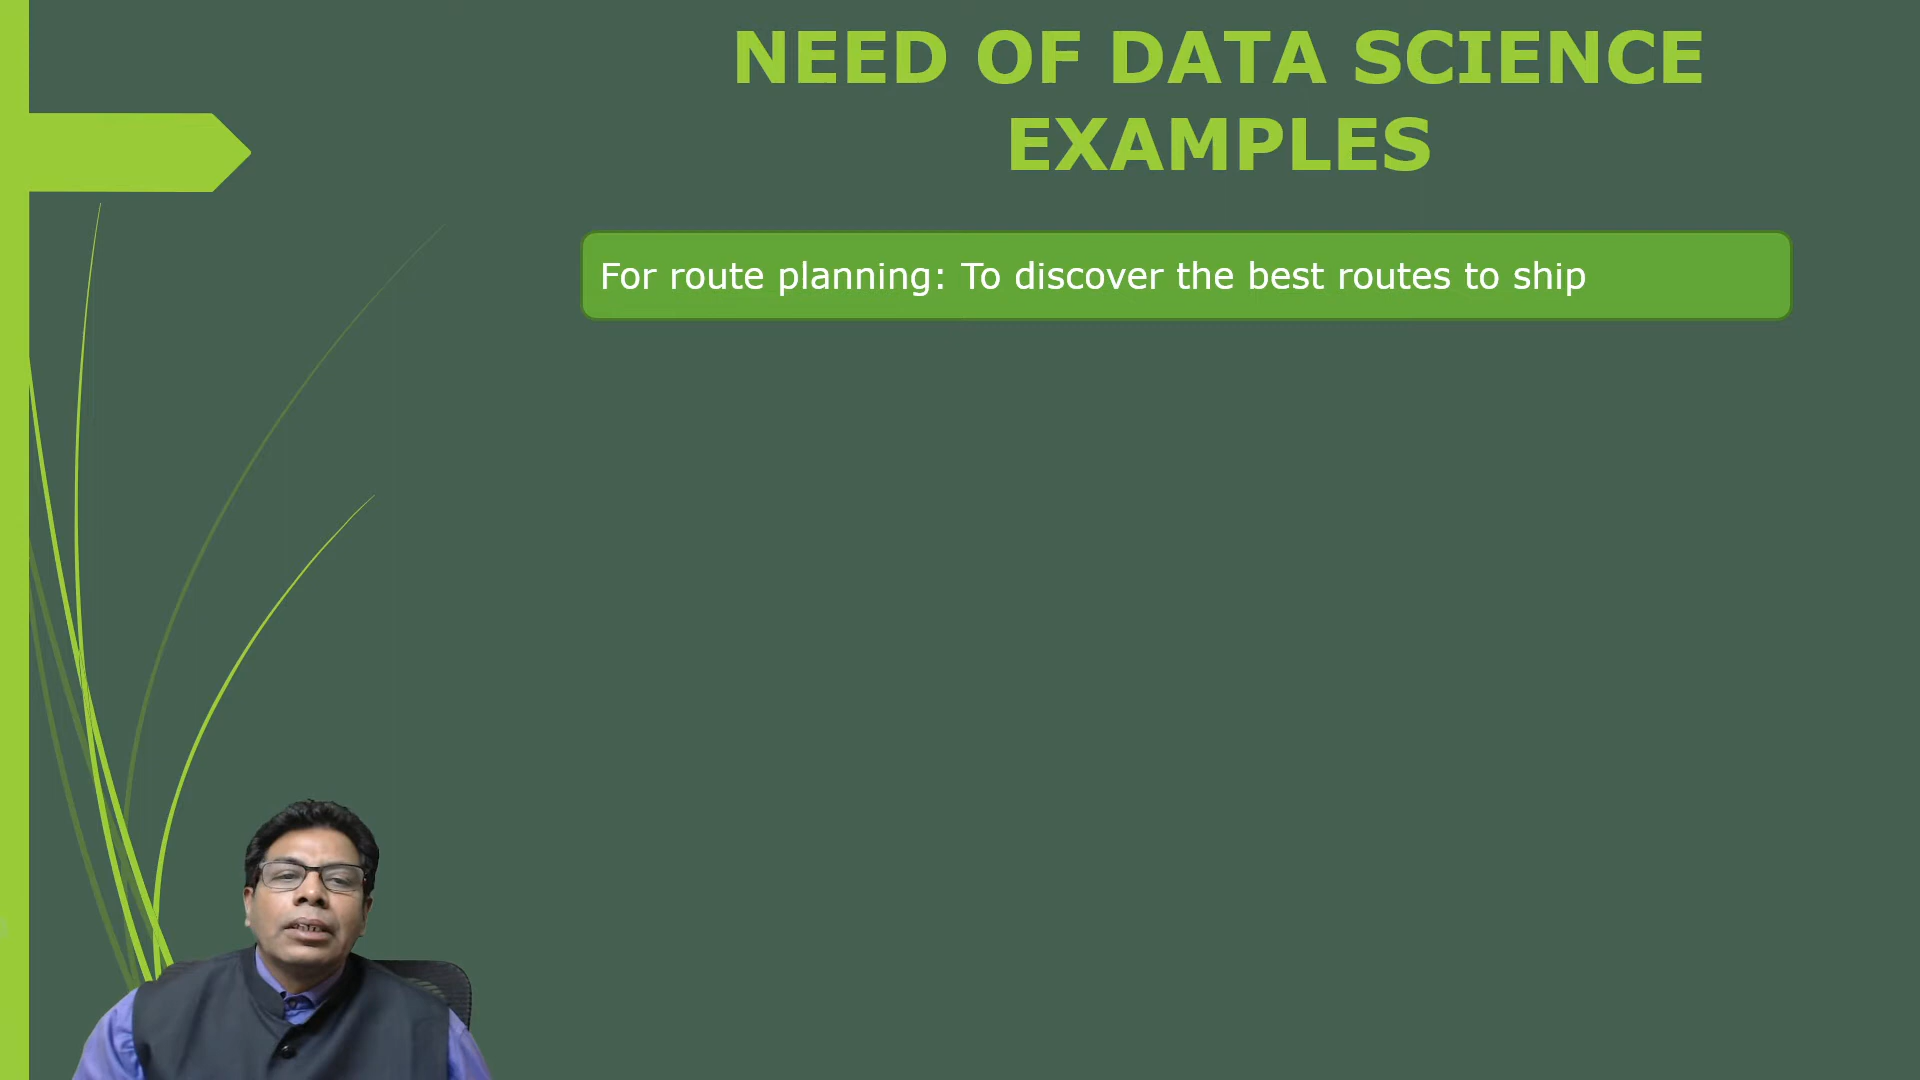 NEED OF DATA SCIENCE
EXAMPLES
For route planning: To discover the best routes to ship